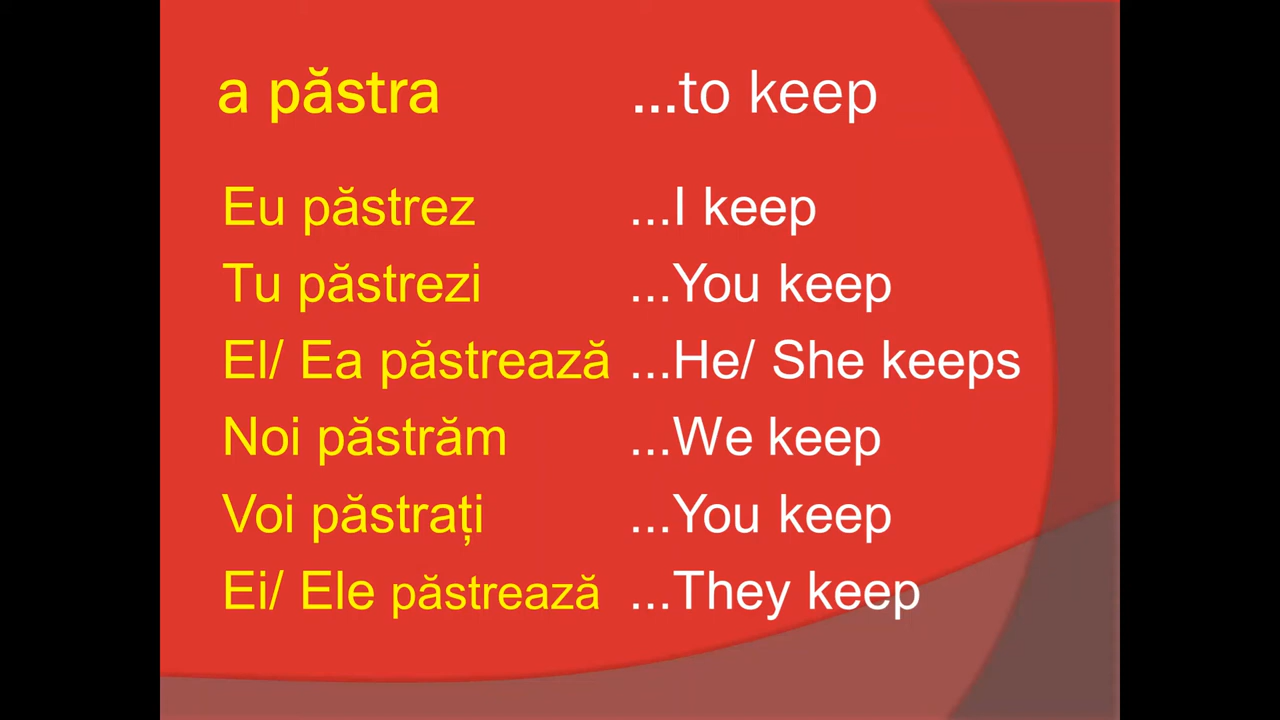 a păstra ...to keep
Eu păstrez ...I keep
Tu păstrezi ...You keep
El/ Ea păstrează ...He/ She keeps
Noi păstrăm ...We keep
Voi păstrați ...You keep
Ei/ Ele păstrează ...They keep